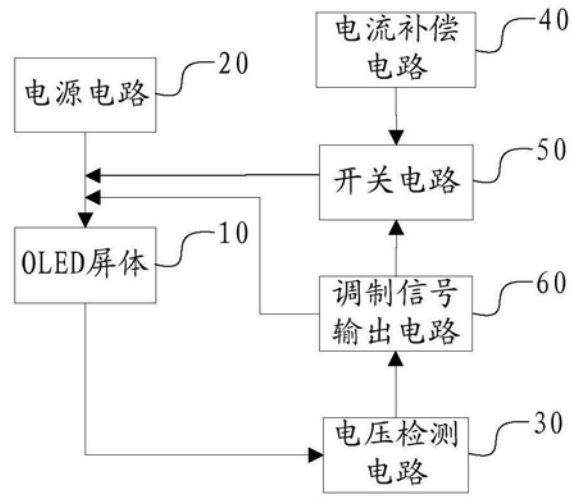 电流补偿
电路
40
电源电路
20
开关电路
50
OLED屏体
10
调制信号
输出电路
60
电压检测
电路
30